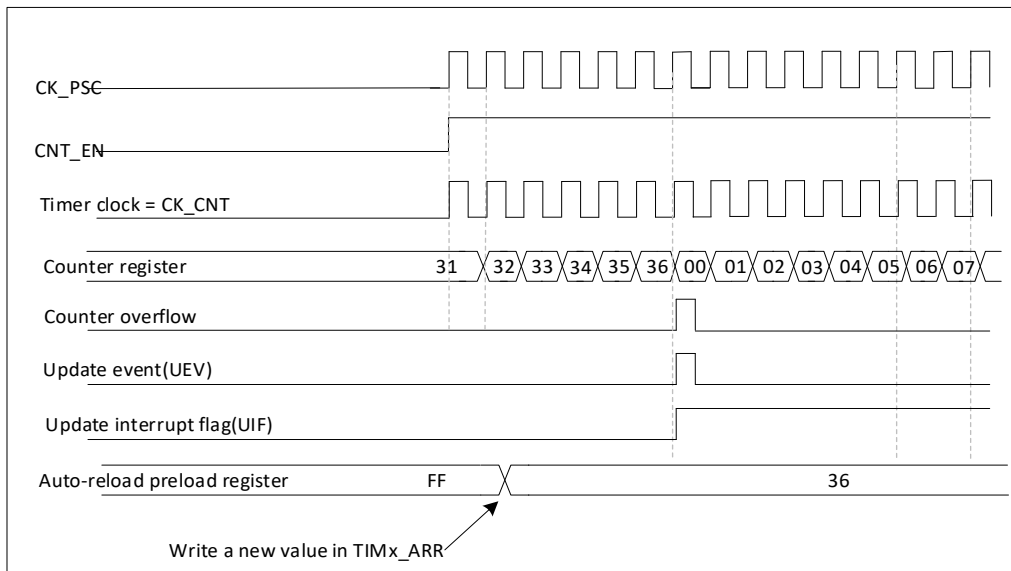 CK_PSC
CNT_EN
Timer clock = CK_CNT
Counter register 31 32 33 34 35 36 00 01 02 03 04 05 06 07
Counter overflow
Update event(UEV)
Update interrupt flag(UIF)
Auto-reload preload register FF 36
Write a new value in TIMx_ARR